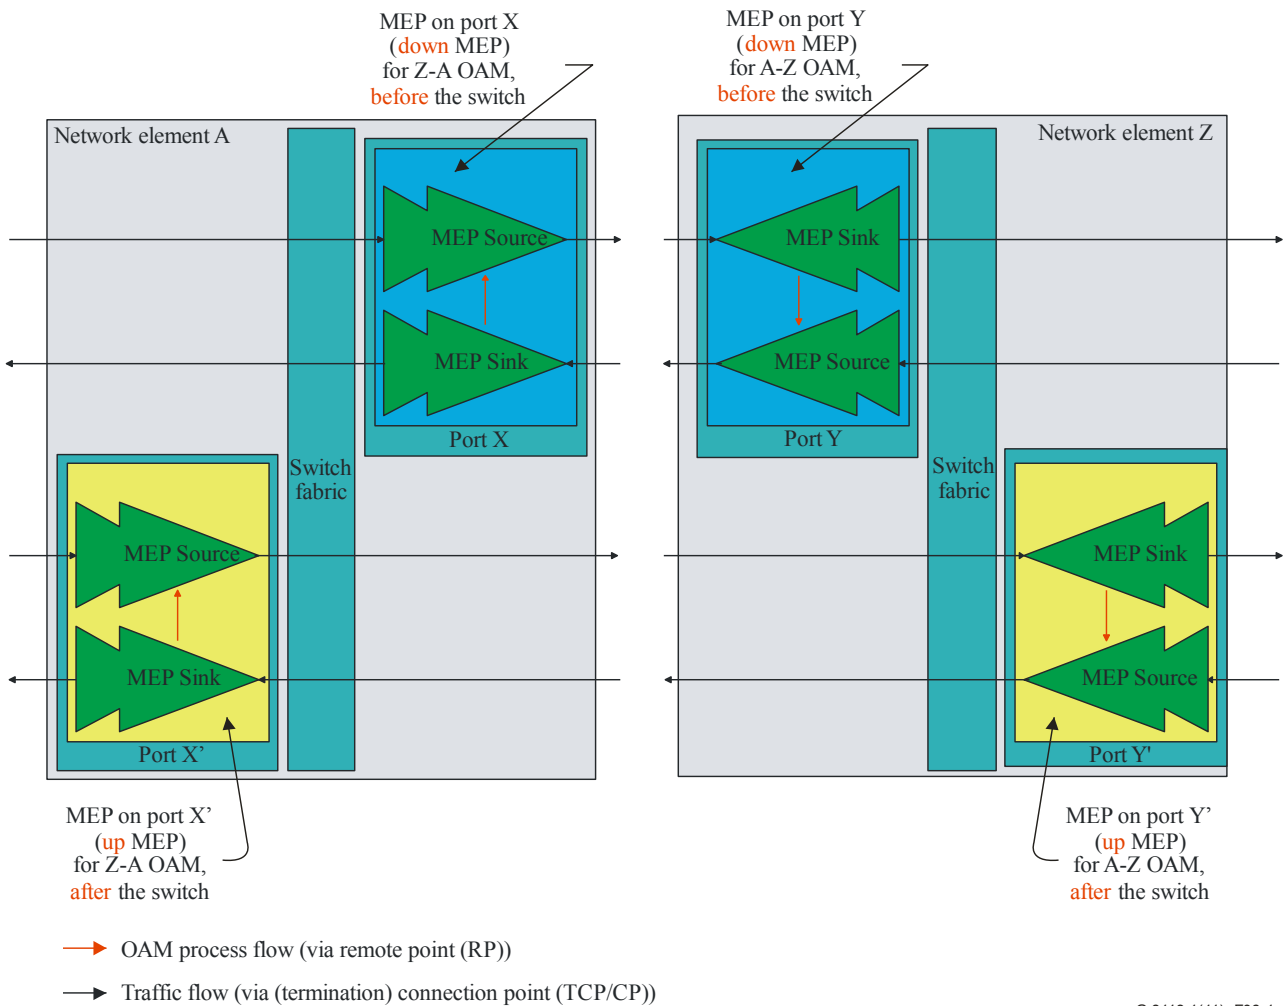 MEP on port X
(down MEP)
for Z-A OAM,
before the switch
MEP on port Y
(down MEP)
for A-Z OAM,
before the switch
Network element A
Network element Z
MEP Source
MEP Sink
Port X
MEP Sink
MEP Source
Port Y
Switch
fabric
Switch
fabric
MEP Source
MEP Sink
Port X’
MEP Sink
MEP Source
Port Y'
MEP on port X’
(up MEP)
for Z-A OAM,
after the switch
MEP on port Y’
(up MEP)
for A-Z OAM,
after the switch
OAM process flow (via remote point (RP))
Traffic flow (via (termination) connection point (TCP/CP))